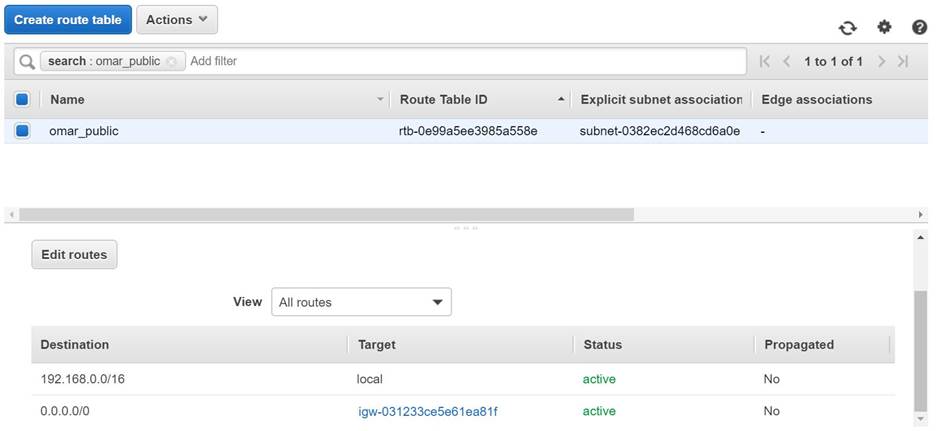 Create route table Actions
search : omar_public Add filter 1 to 1 of 1
Name Route Table ID Explicit subnet association Edge associations
omar_public rtb-0e99a5ee3985a558e subnet-0382ec2d468cd6a0e -
Edit routes
View All routes
Destination Target Status Propagated
192.168.0.0/16 local active No
0.0.0.0/0 igw-031233ce5e61ea81f active No